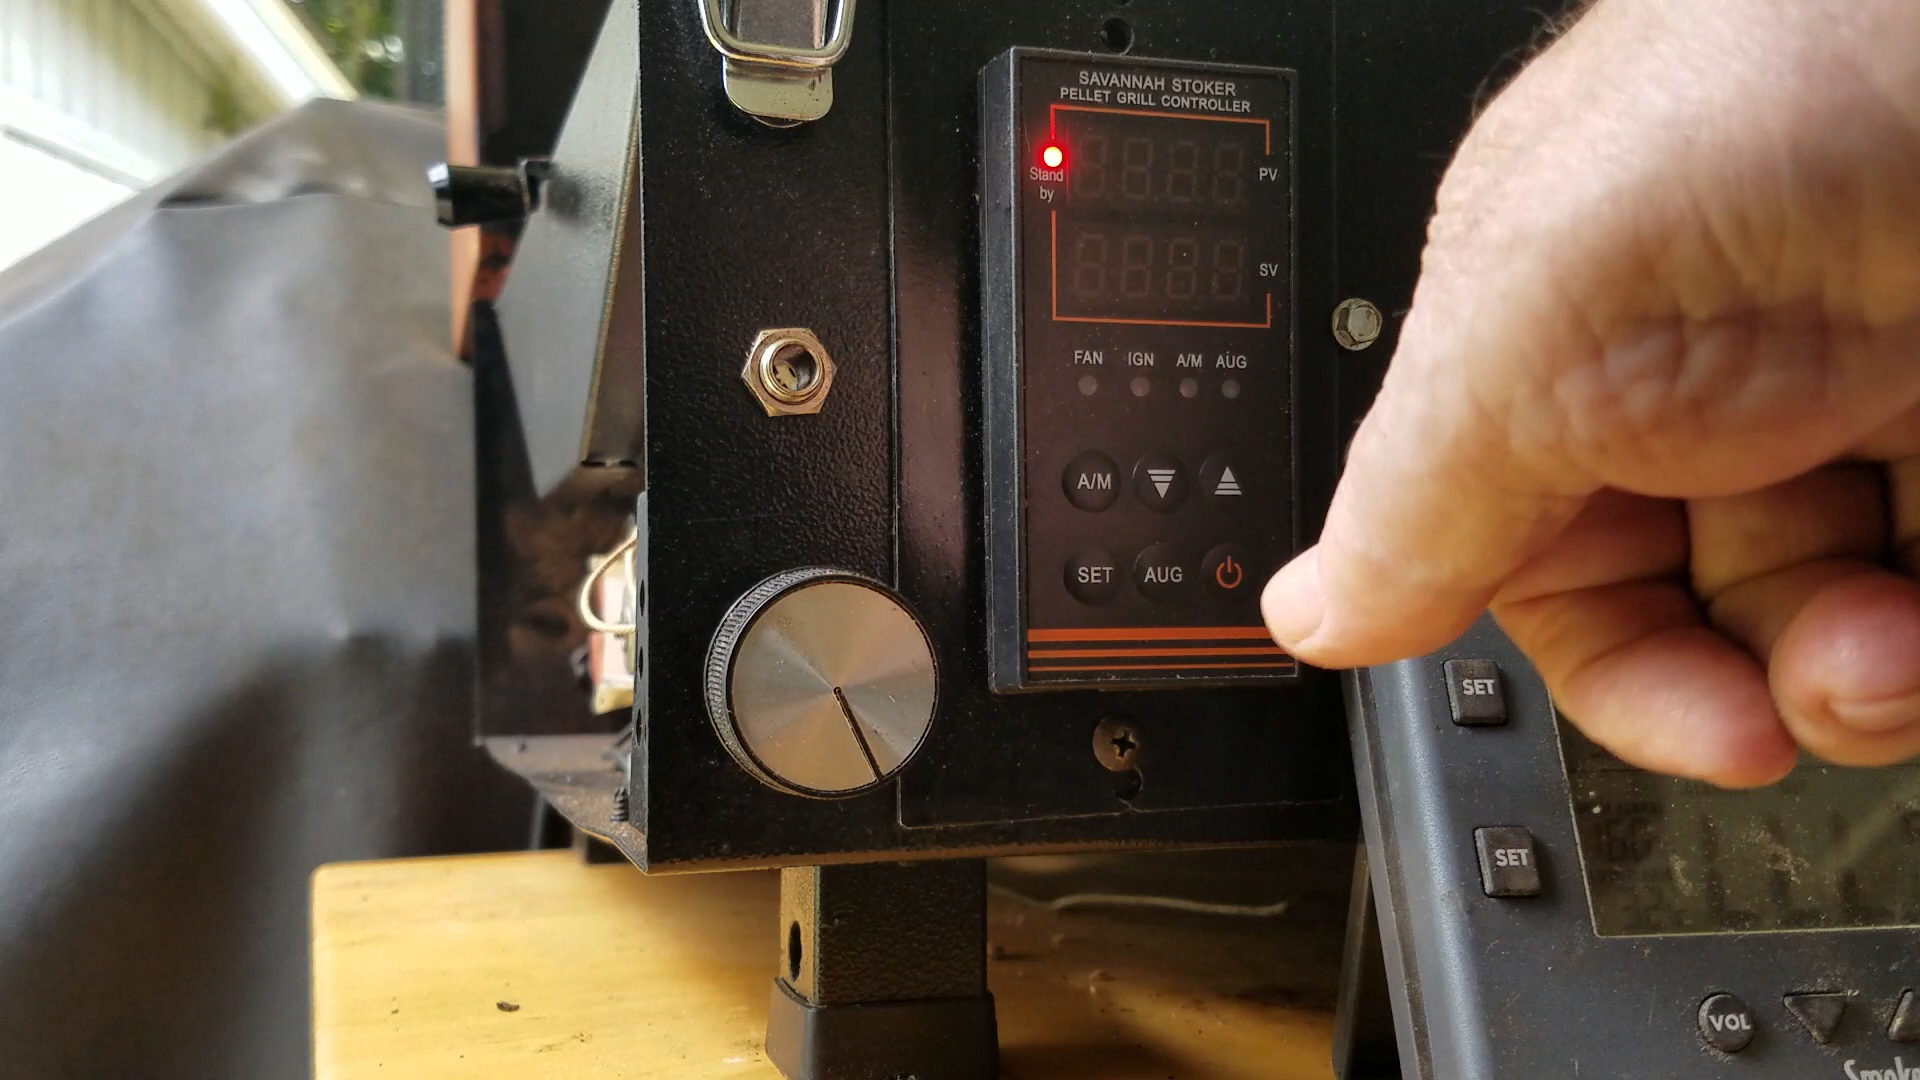 SAVANNAH STOKER
PELLET GRILL CONTROLLER
Stand
by
PV
SV
FAN IGN A/M AUG
A/M
SET AUG
SET
SET
VOL